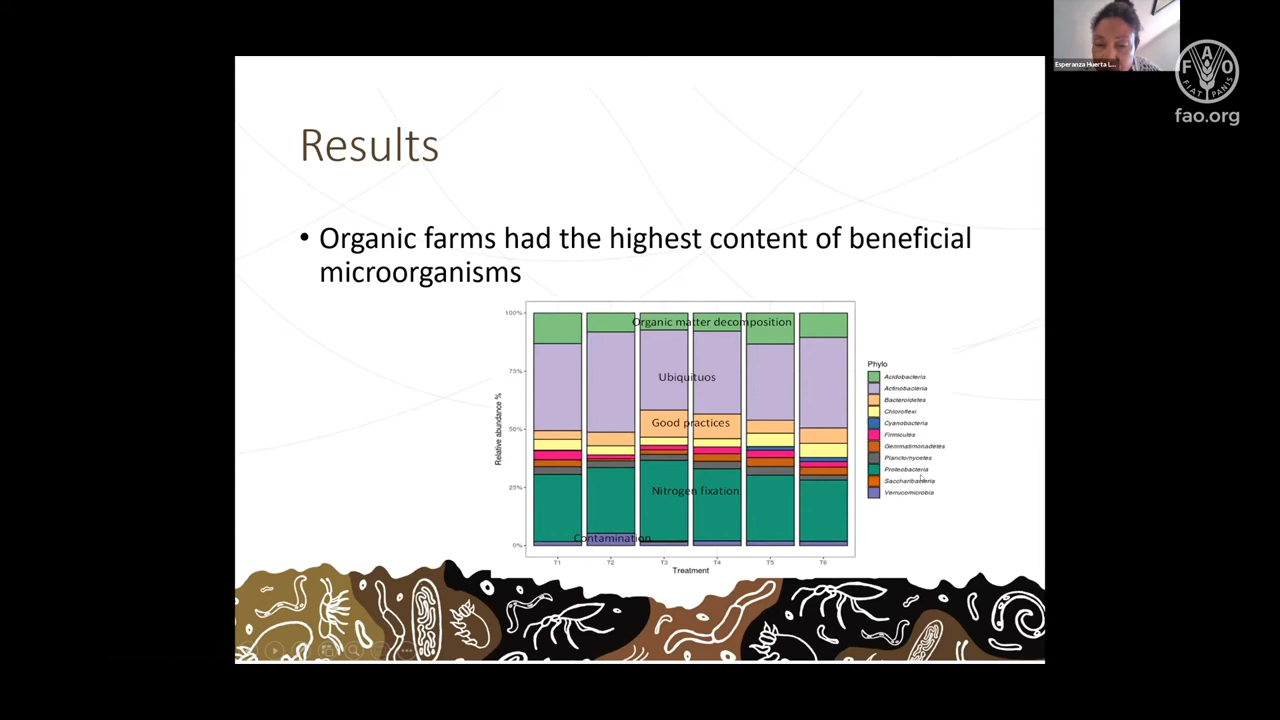 Esperanza Huerta L...
F A O
FIAT PANIS
fao.org
Results
• Organic farms had the highest content of beneficial
microorganisms
100%
75%
50%
25%
0%
Relative abundance %
Organic matter decomposition
Ubiquituos
Good practices
Nitrogen fixation
Contamination
T1 T2 T3 T4 T5 T6
Treatment
Phylo
Acidobacteria
Actinobacteria
Bacteroidetes
Chloroflexi
Cyanobacteria
Firmicutes
Gemmatimonadetes
Planctomycetes
Proteobacteria
Saccharibacteria
Verrucomicrobia